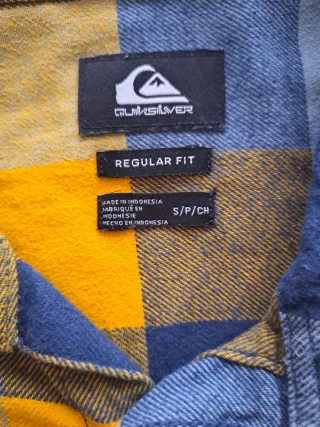 QUIKSILVER
REGULAR FIT
MADE IN INDONESIA
FABRIQUÉ EN
INDONESIE
HECHO EN INDONESIA
S/P/CH